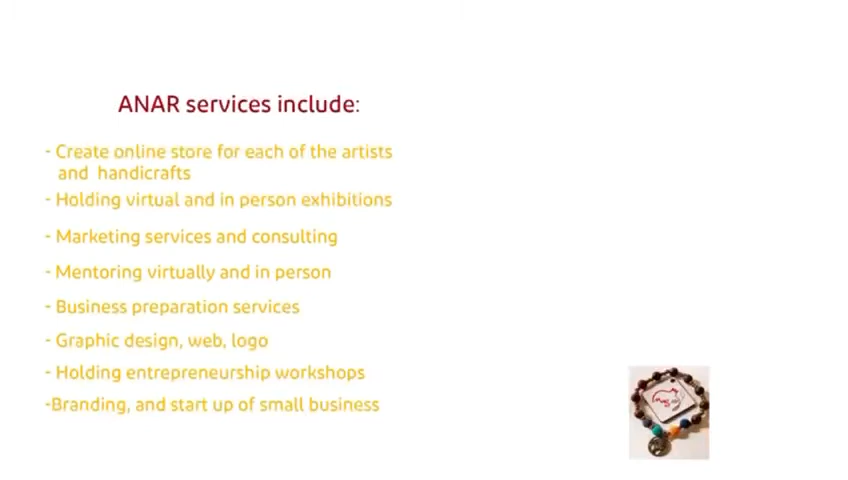 ANAR services include:
- Create online store for each of the artists
and handicrafts
- Holding virtual and in person exhibitions
- Marketing services and consulting
- Mentoring virtually and in person
- Business preparation services
- Graphic design, web, logo
- Holding entrepreneurship workshops
-Branding, and start up of small business